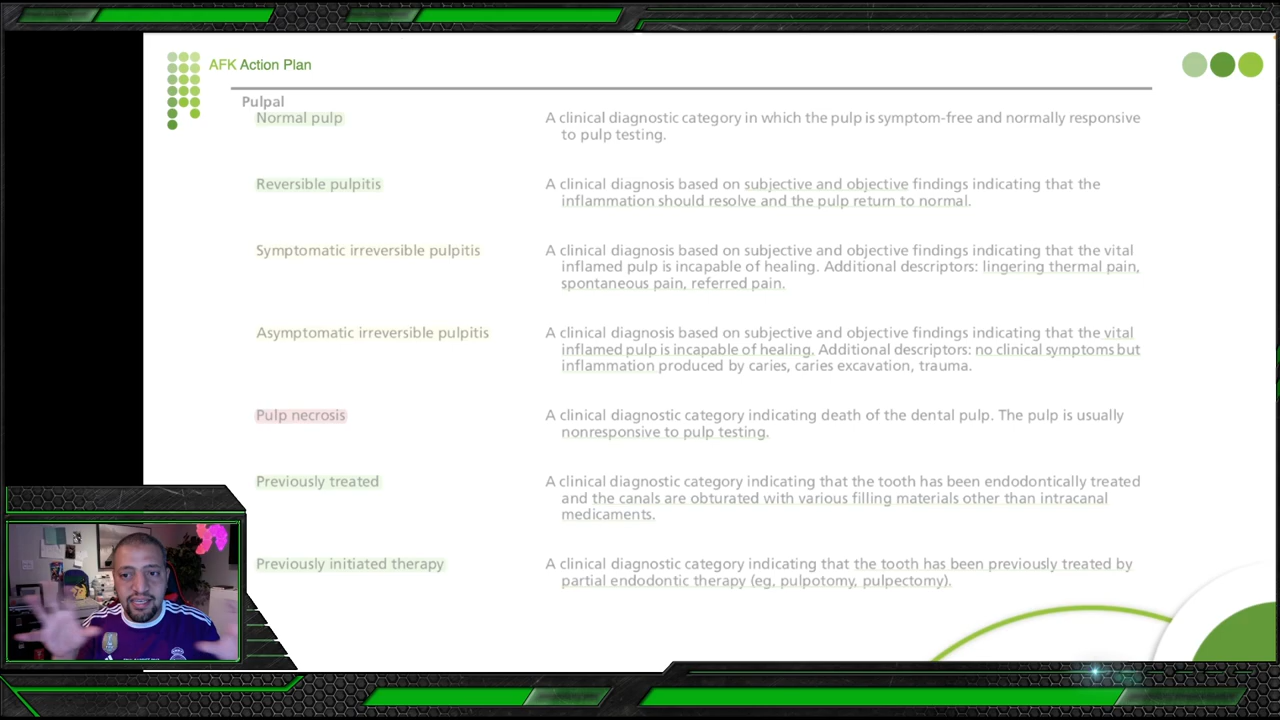 AFK Action Plan
Pulpal
Normal pulp
A clinical diagnostic category in which the pulp is symptom-free and normally responsive
to pulp testing.
Reversible pulpitis
A clinical diagnosis based on subjective and objective findings indicating that the
inflammation should resolve and the pulp return to normal.
Symptomatic irreversible pulpitis
A clinical diagnosis based on subjective and objective findings indicating that the vital
inflamed pulp is incapable of healing. Additional descriptors: lingering thermal pain,
spontaneous pain, referred pain.
Asymptomatic irreversible pulpitis
A clinical diagnosis based on subjective and objective findings indicating that the vital
inflamed pulp is incapable of healing. Additional descriptors: no clinical symptoms but
inflammation produced by caries, caries excavation, trauma.
Pulp necrosis
A clinical diagnostic category indicating death of the dental pulp. The pulp is usually
nonresponsive to pulp testing.
Previously treated
A clinical diagnostic category indicating that the tooth has been endodontically treated
and the canals are obturated with various filling materials other than intracanal
medicaments.
Previously initiated therapy
A clinical diagnostic category indicating that the tooth has been previously treated by
partial endodontic therapy (eg, pulpotomy, pulpectomy).